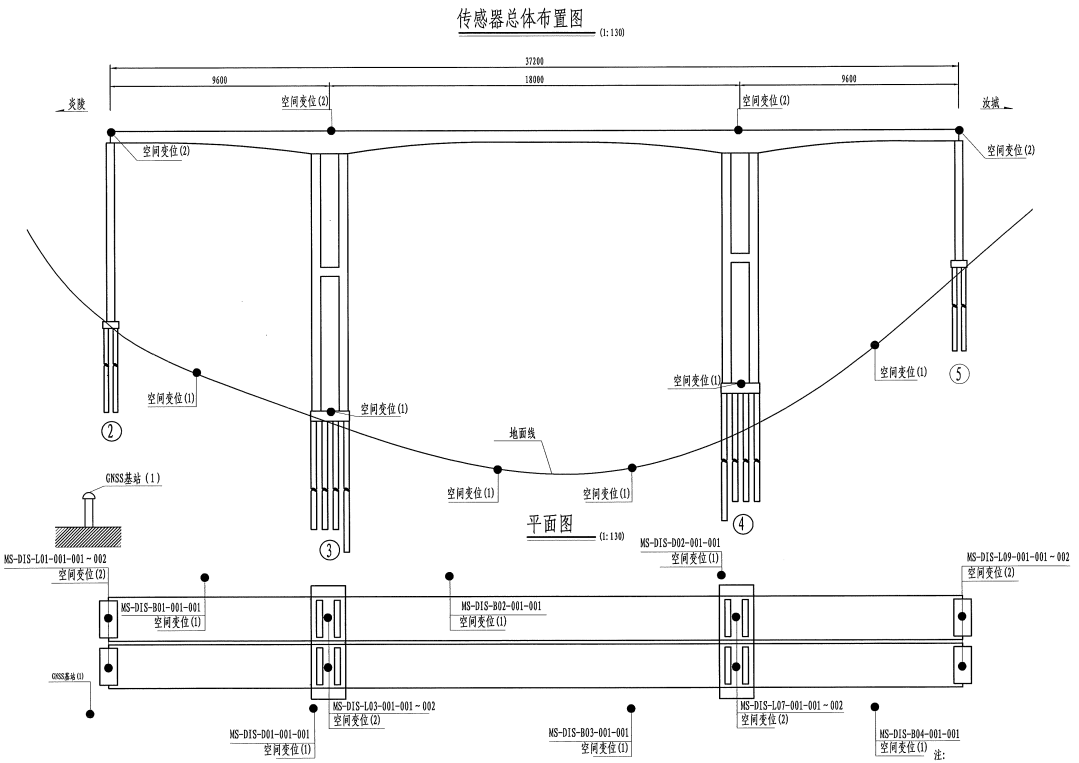 传感器总体布置图
(1:130)
37200
9600
18000
9600
炎陵
空间变位(2)
空间变位(2)
汝城
空间变位(2)
空间变位(2)
空间变位(1)
空间变位(1)
空间变位(1)
空间变位(1)
②
⑤
地面线
GNSS基站(1)
空间变位(1)
空间变位(1)
③
④
平面图
(1:130)
MS-DIS-L01-001-001～002
空间变位(2)
MS-DIS-D02-001-001
空间变位(1)
MS-DIS-L09-001-001～002
空间变位(2)
MS-DIS-B01-001-001
空间变位(1)
MS-DIS-B02-001-001
空间变位(1)
GNSS基站(1)
MS-DIS-L03-001-001～002
空间变位(2)
MS-DIS-L07-001-001～002
空间变位(2)
MS-DIS-D01-001-001
空间变位(1)
MS-DIS-B03-001-001
空间变位(1)
MS-DIS-B04-001-001
空间变位(1)
注: